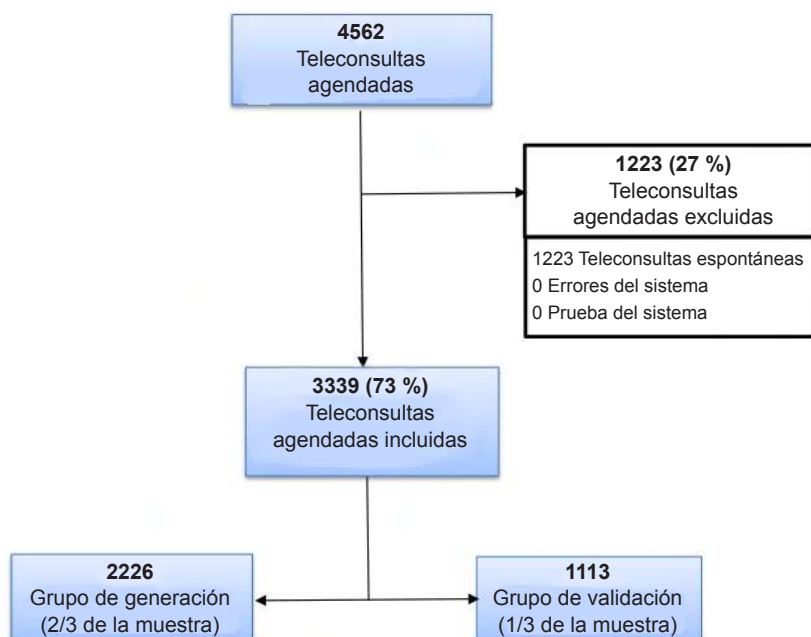 4562
Teleconsultas
agendadas
1223 (27 %)
Teleconsultas
agendadas excluidas
1223 Teleconsultas espontáneas
0 Errores del sistema
0 Prueba del sistema
3339 (73 %)
Teleconsultas
agendadas incluidas
2226
Grupo de generación
(2/3 de la muestra)
1113
Grupo de validación
(1/3 de la muestra)